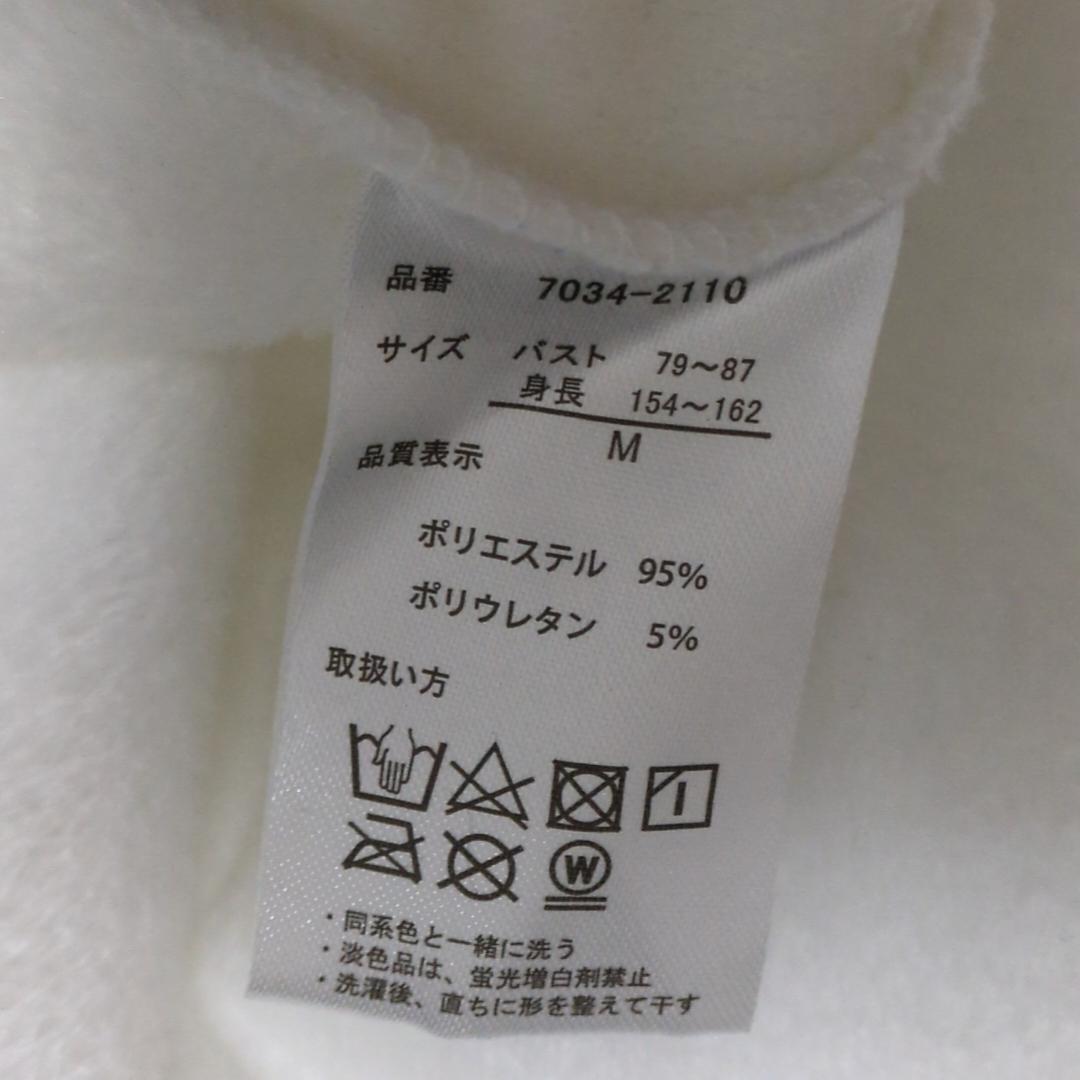 品番 7034-2110
サイズ バスト 79～87
身長 154～162
M
品質表示
ポリエステル 95%
ポリウレタン 5%
取扱い方
W
・同系色と一緒に洗う
・淡色品は、蛍光増白剤禁止
・洗濯後、直ちに形を整えて干す